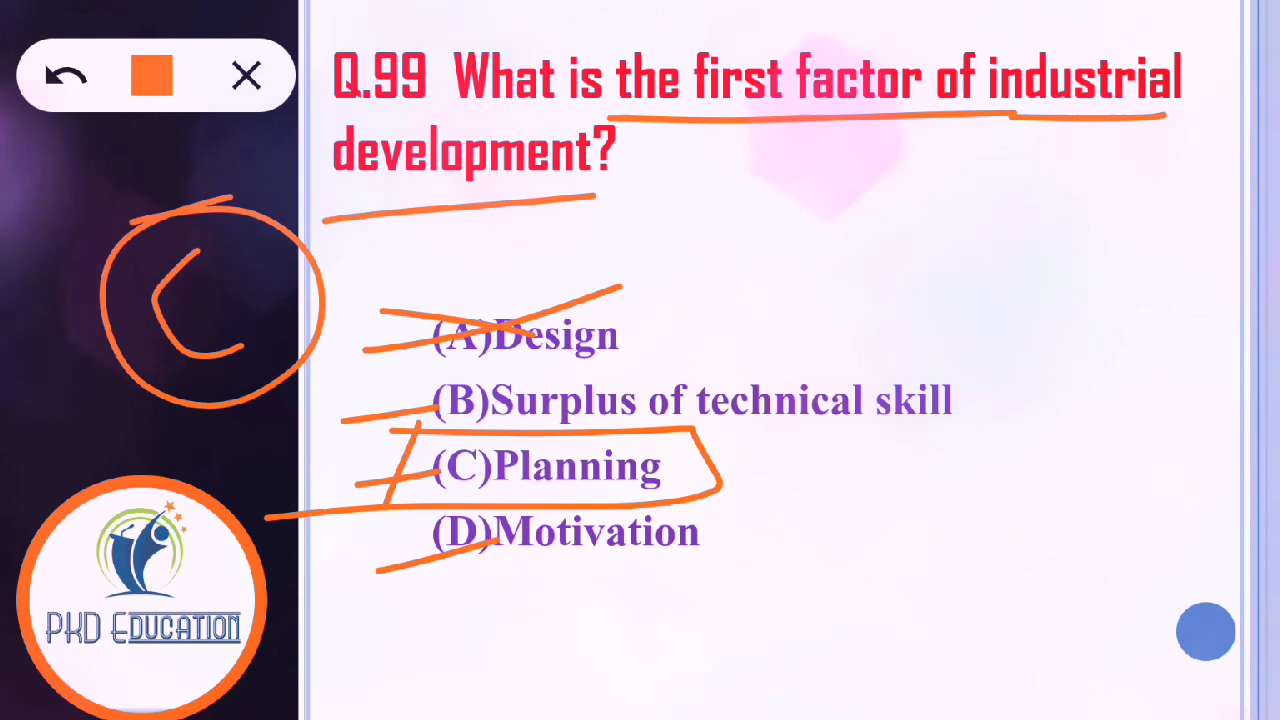 Q.99 What is the first factor of industrial
development?
C
(A)Design
(B)Surplus of technical skill
(C)Planning
(D)Motivation
PKD EDUCATION